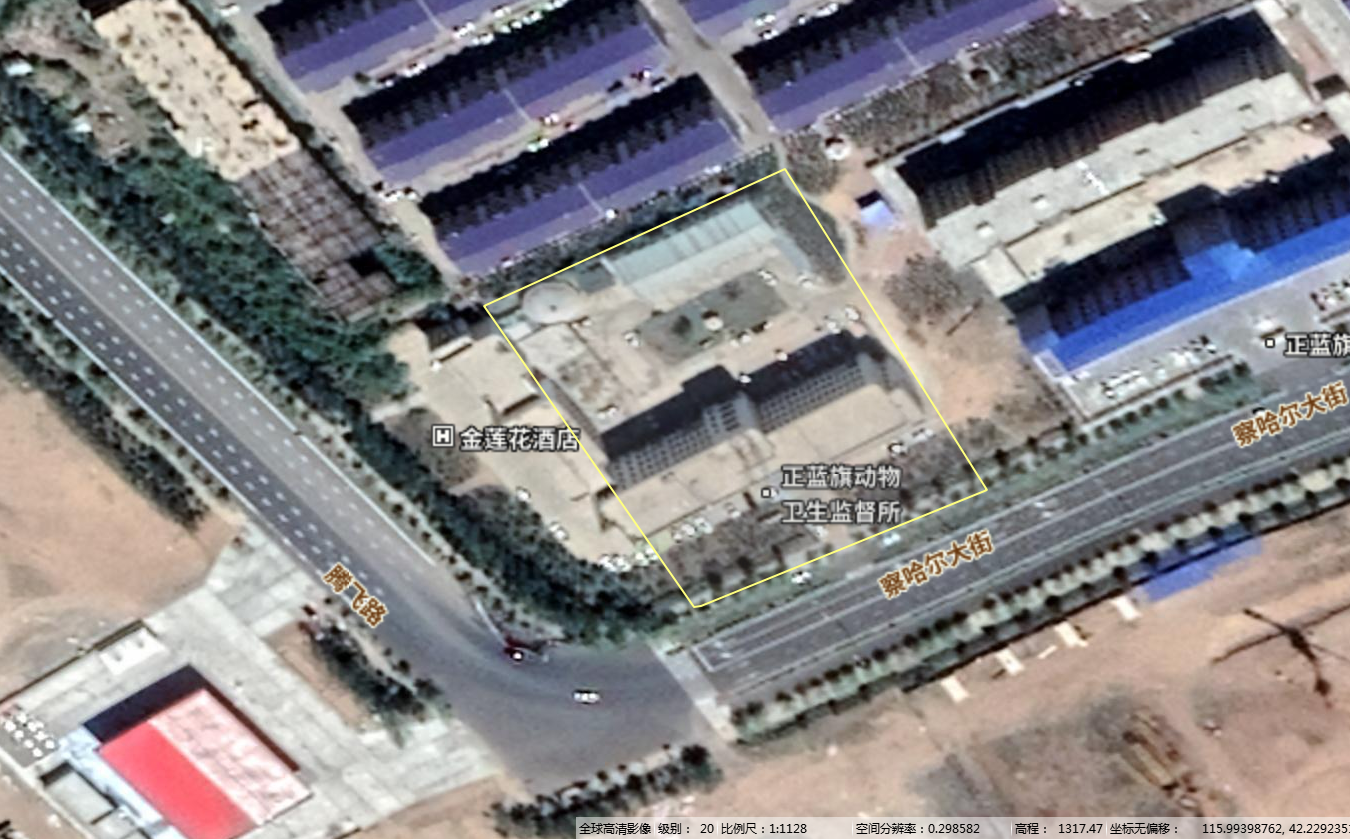 正蓝旗
察哈尔大街
H 金莲花酒店
正蓝旗动物
卫生监督所
察哈尔大街
腾飞路
全球高清影像 级别： 20 比例尺：1:1128 空间分辨率：0.298582 高程： 1317.47 坐标无偏移： 115.99398762, 42.229235